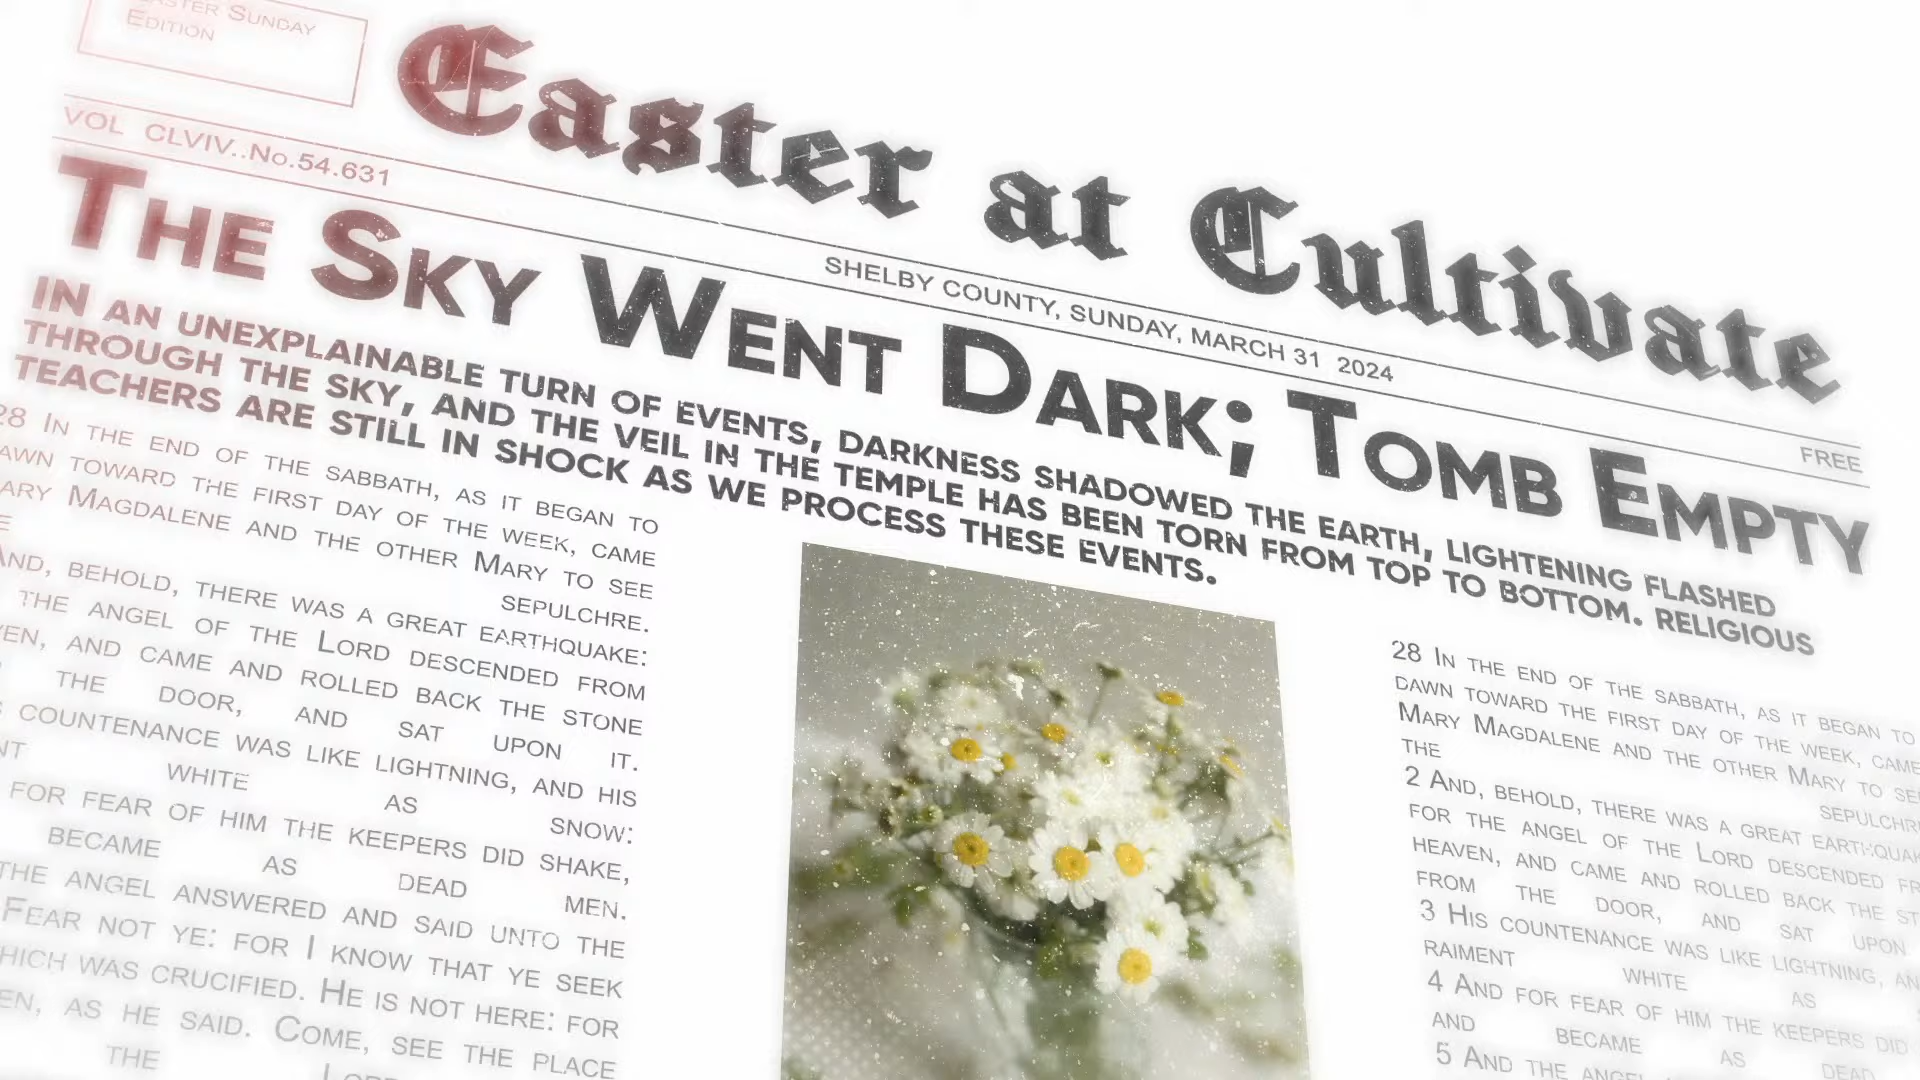 EASTER SUNDAY
EDITION
Easter at Cultivate
VOL CLVIV..No.54.631
SHELBY COUNTY, SUNDAY, MARCH 31 2024
FREE
THE SKY WENT DARK; TOMB EMPTY
IN AN UNEXPLAINABLE TURN OF EVENTS, DARKNESS SHADOWED THE EARTH, LIGHTENING FLASHED
THROUGH THE SKY, AND THE VEIL IN THE TEMPLE HAS BEEN TORN FROM TOP TO BOTTOM. RELIGIOUS
TEACHERS ARE STILL IN SHOCK AS WE PROCESS THESE EVENTS.
28 IN THE END OF THE SABBATH, AS IT BEGAN TO
TOWARD THE FIRST DAY OF THE WEEK, CAME
MAGDALENE AND THE OTHER MARY TO SEE
SEPULCHRE.
AND, BEHOLD, THERE WAS A GREAT EARTHQUAKE:
THE ANGEL OF THE LORD DESCENDED FROM
AND CAME AND ROLLED BACK THE STONE
THE DOOR, AND SAT UPON IT.
COUNTENANCE WAS LIKE LIGHTNING, AND HIS
WHITE AS SNOW:
FOR FEAR OF HIM THE KEEPERS DID SHAKE,
BECAME AS DEAD MEN.
THE ANGEL ANSWERED AND SAID UNTO THE
FEAR NOT YE: FOR I KNOW THAT YE SEEK
WAS CRUCIFIED. HE IS NOT HERE: FOR
AS HE SAID. COME, SEE THE PLACE
THE
28 IN THE END OF THE SABBATH, AS IT BEGAN TO
DAWN TOWARD THE FIRST DAY OF THE WEEK, CAME
MARY MAGDALENE AND THE OTHER MARY TO SEE
THE SEPULCHRE
2 AND, BEHOLD, THERE WAS A GREAT EARTHQUAK
FOR THE ANGEL OF THE LORD DESCENDED
HEAVEN, AND CAME AND ROLLED BACK THE
FROM THE DOOR, AND SAT UPON
3 HIS COUNTENANCE WAS LIKE LIGHTNING,
RAIMENT WHITE AS
4 AND FOR FEAR OF HIM THE KEEPERS DID
AND BECAME AS DEAD
5 AND THE